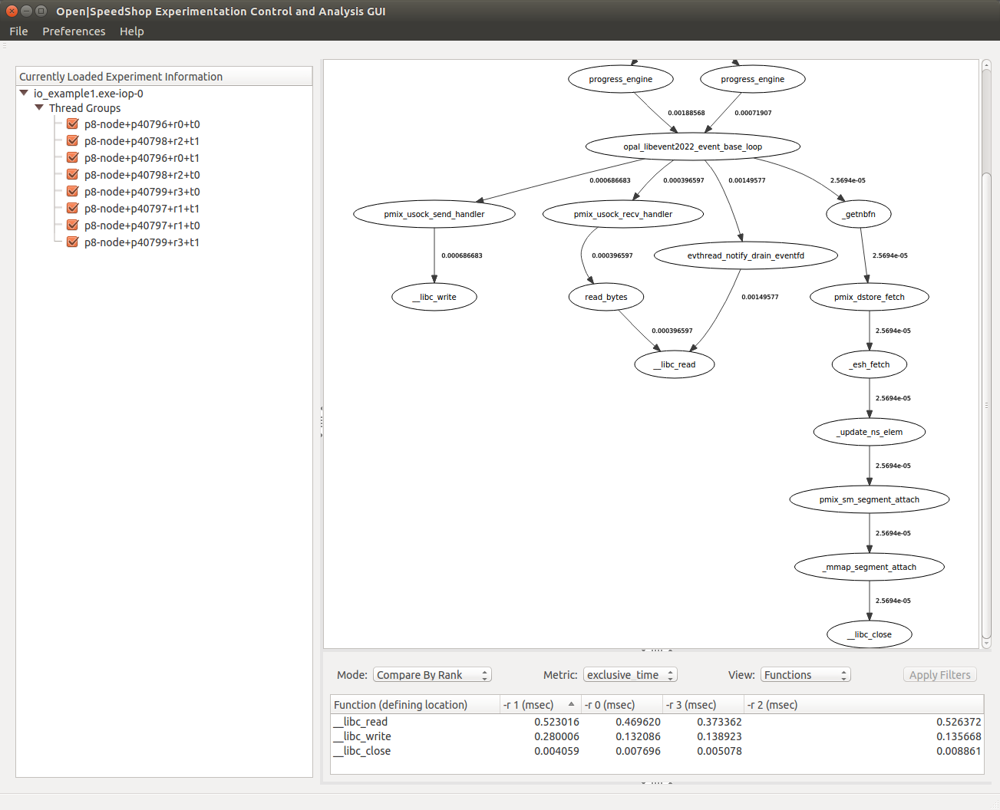 Open|SpeedShop Experimentation Control and Analysis GUI
File Preferences Help
Currently Loaded Experiment Information
io_example1.exe-iop-0
Thread Groups
p8-node+p40796+r0+t0
p8-node+p40798+r2+t1
p8-node+p40796+r0+t1
p8-node+p40798+r2+t0
p8-node+p40799+r3+t0
p8-node+p40797+r1+t1
p8-node+p40797+r1+t0
p8-node+p40799+r3+t1
progress_engine progress_engine
0.00188568 0.00071907
opal_libevent2022_event_base_loop
0.000686683 0.000396597 0.00149577 2.5694e-05
pmix_usock_send_handler pmix_usock_recv_handler _getnbfn
0.000686683 0.000396597 evthread_notify_drain_eventfd 2.5694e-05
__libc_write read_bytes 0.00149577 pmix_dstore_fetch
0.000396597 2.5694e-05
__libc_read _esh_fetch
2.5694e-05
_update_ns_elem
2.5694e-05
pmix_sm_segment_attach
2.5694e-05
_mmap_segment_attach
2.5694e-05
__libc_close
Mode: Compare By Rank Metric: exclusive_time View: Functions Apply Filters
Function (defining location) -r 1 (msec) -r 0 (msec) -r 3 (msec) -r 2 (msec)
__libc_read 0.523016 0.469620 0.373362 0.526372
__libc_write 0.280006 0.132086 0.138923 0.135668
__libc_close 0.004059 0.007696 0.005078 0.008861